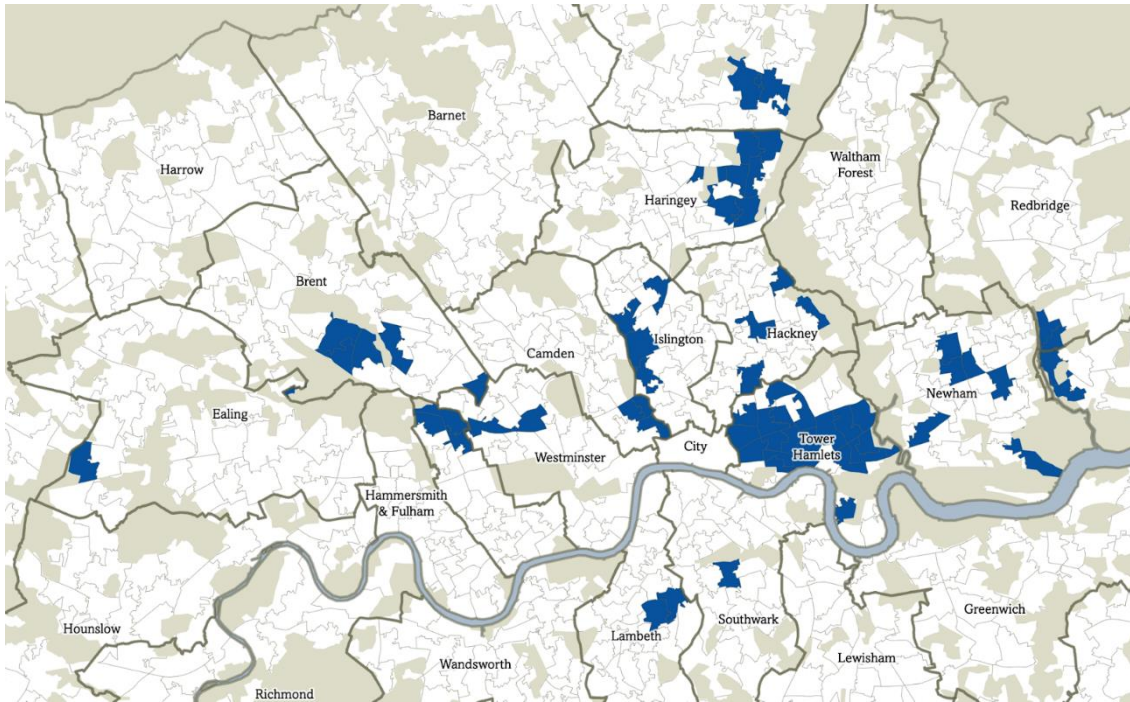 Barnet
Harrow
Waltham
Forest
Haringey
Redbridge
Brent
Hackney
Islington
Camden
Newham
Ealing
Tower
Hamlets
City
Westminster
Hammersmith
& Fulham
Greenwich
Southwark
Hounslow
Lambeth
Lewisham
Wandsworth
Richmond